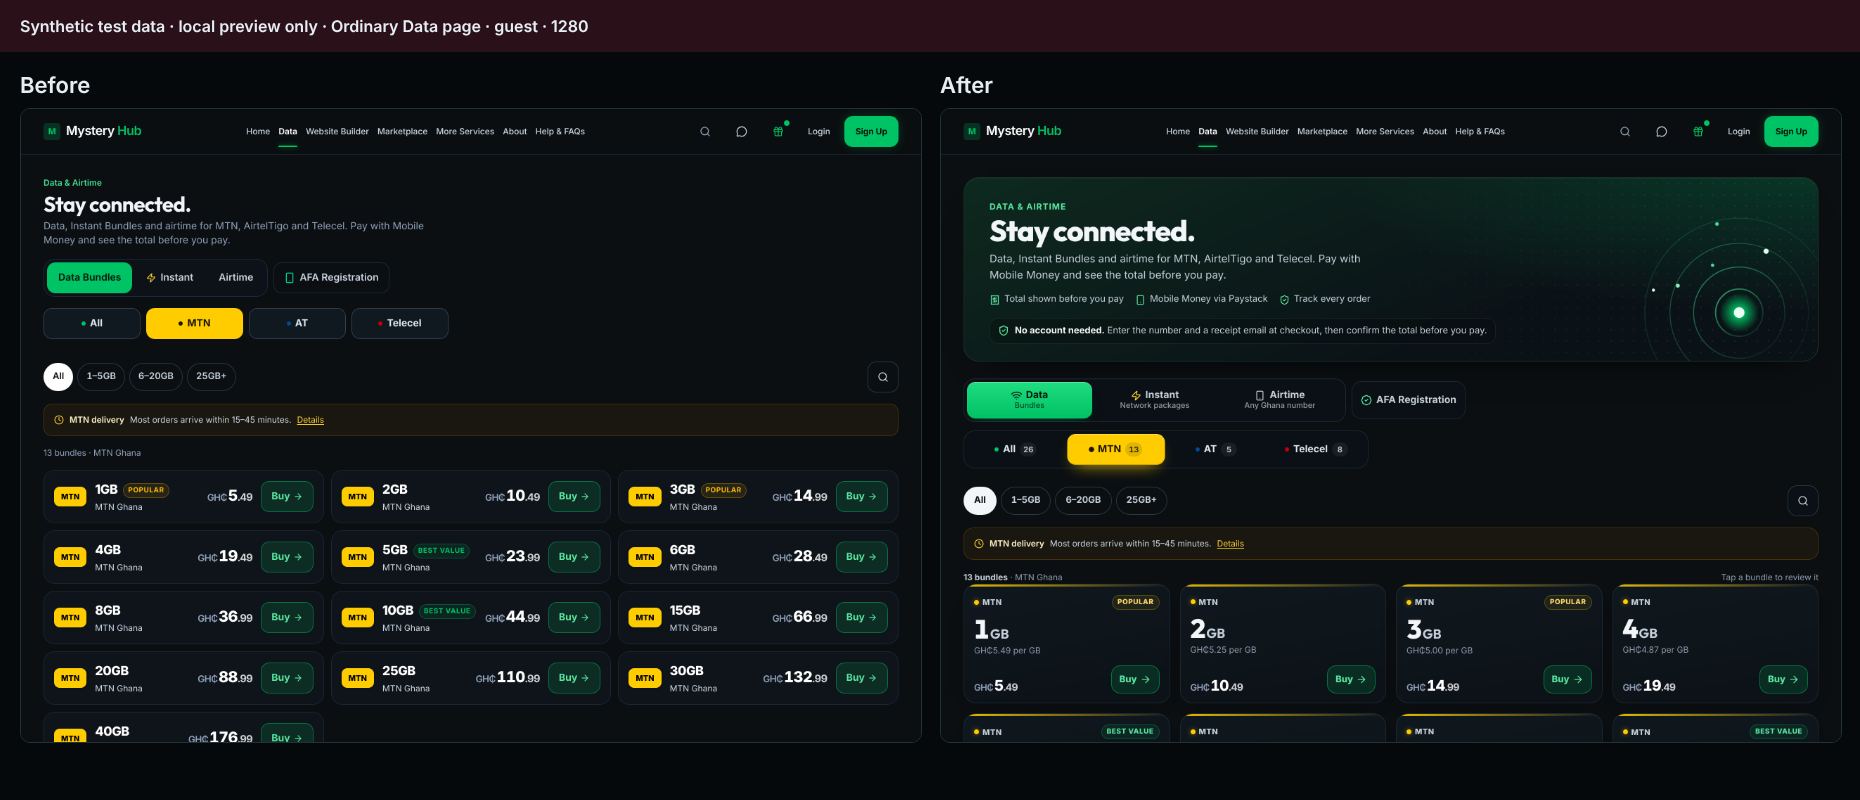 Synthetic test data · local preview only · Ordinary Data page · guest · 1280
Before
M Mystery Hub Home Data Website Builder Marketplace More Services About Help & FAQs Login Sign Up
Data & Airtime
Stay connected.
Data, Instant Bundles and airtime for MTN, AirtelTigo and Telecel. Pay with Mobile
Money and see the total before you pay.
Data Bundles Instant Airtime AFA Registration
All MTN AT Telecel
All 1–5GB 6–20GB 25GB+
MTN delivery Most orders arrive within 15–45 minutes. Details
13 bundles · MTN Ghana
MTN 1GB POPULAR MTN Ghana GH₵5.49 Buy →
MTN 2GB MTN Ghana GH₵10.49 Buy →
MTN 3GB POPULAR MTN Ghana GH₵14.99 Buy →
MTN 4GB MTN Ghana GH₵19.49 Buy →
MTN 5GB BEST VALUE MTN Ghana GH₵23.99 Buy →
MTN 6GB MTN Ghana GH₵28.49 Buy →
MTN 8GB MTN Ghana GH₵36.99 Buy →
MTN 10GB BEST VALUE MTN Ghana GH₵44.99 Buy →
MTN 15GB MTN Ghana GH₵66.99 Buy →
MTN 20GB MTN Ghana GH₵88.99 Buy →
MTN 25GB MTN Ghana GH₵110.99 Buy →
MTN 30GB MTN Ghana GH₵132.99 Buy →
MTN 40GB GH₵176.99 Buy →
After
M Mystery Hub Home Data Website Builder Marketplace More Services About Help & FAQs Login Sign Up
DATA & AIRTIME
Stay connected.
Data, Instant Bundles and airtime for MTN, AirtelTigo and Telecel. Pay with
Mobile Money and see the total before you pay.
Total shown before you pay Mobile Money via Paystack Track every order
No account needed. Enter the number and a receipt email at checkout, then confirm the total before you pay.
Data Instant Airtime AFA Registration
Bundles Network packages Any Ghana number
All 26 MTN 13 AT 5 Telecel 8
All 1–5GB 6–20GB 25GB+
MTN delivery Most orders arrive within 15–45 minutes. Details
13 bundles · MTN Ghana Tap a bundle to review it
MTN POPULAR MTN MTN POPULAR MTN
1GB 2GB 3GB 4GB
GH₵5.49 per GB GH₵5.25 per GB GH₵5.00 per GB GH₵4.87 per GB
GH₵5.49 Buy → GH₵10.49 Buy → GH₵14.99 Buy → GH₵19.49 Buy →
MTN BEST VALUE MTN MTN MTN BEST VALUE